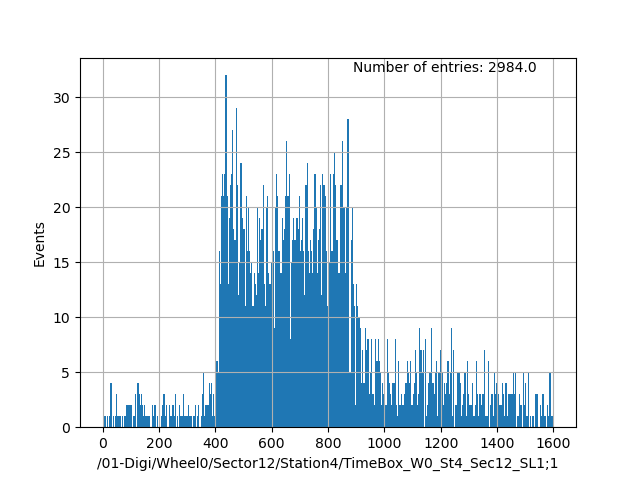 Number of entries: 2984.0
30
25
20
15
10
5
0
Events
0 200 400 600 800 1000 1200 1400 1600
/01-Digi/Wheel0/Sector12/Station4/TimeBox_W0_St4_Sec12_SL1;1